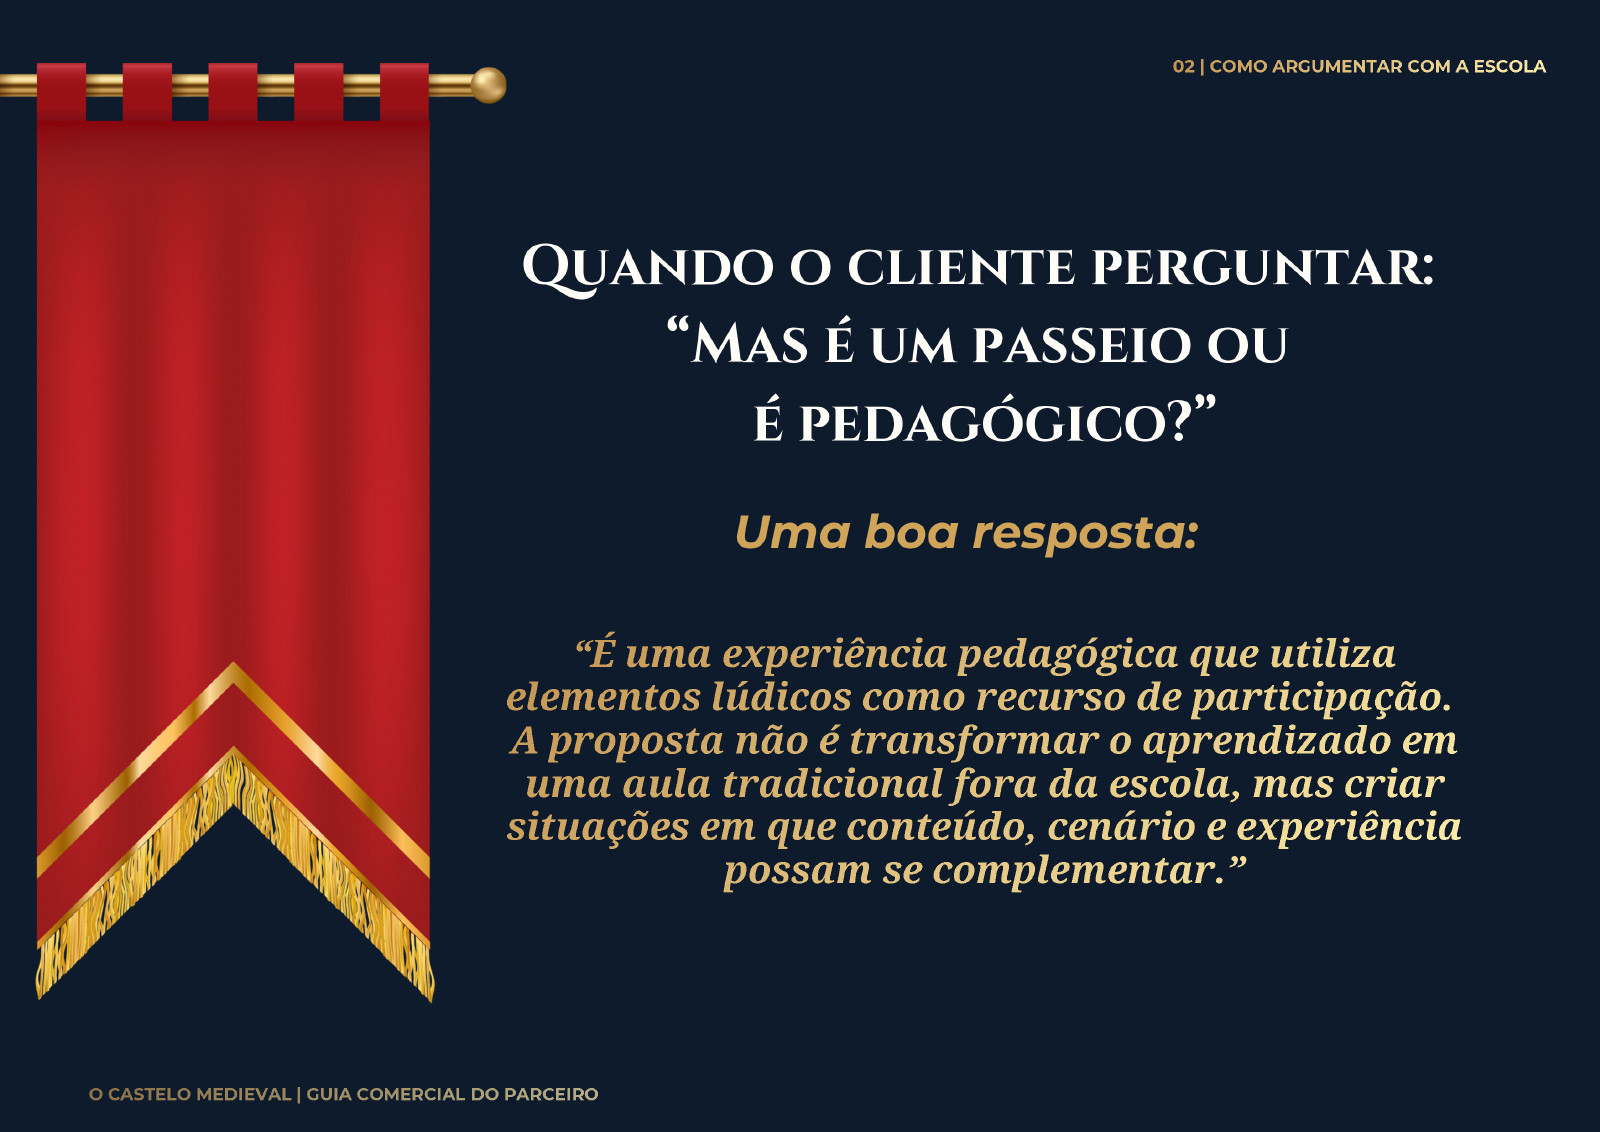 02 | COMO ARGUMENTAR COM A ESCOLA
Quando o cliente perguntar:
“Mas é um passeio ou
é pedagógico?”
Uma boa resposta:
“É uma experiência pedagógica que utiliza
elementos lúdicos como recurso de participação.
A proposta não é transformar o aprendizado em
uma aula tradicional fora da escola, mas criar
situações em que conteúdo, cenário e experiência
possam se complementar.”
O CASTELO MEDIEVAL | GUIA COMERCIAL DO PARCEIRO